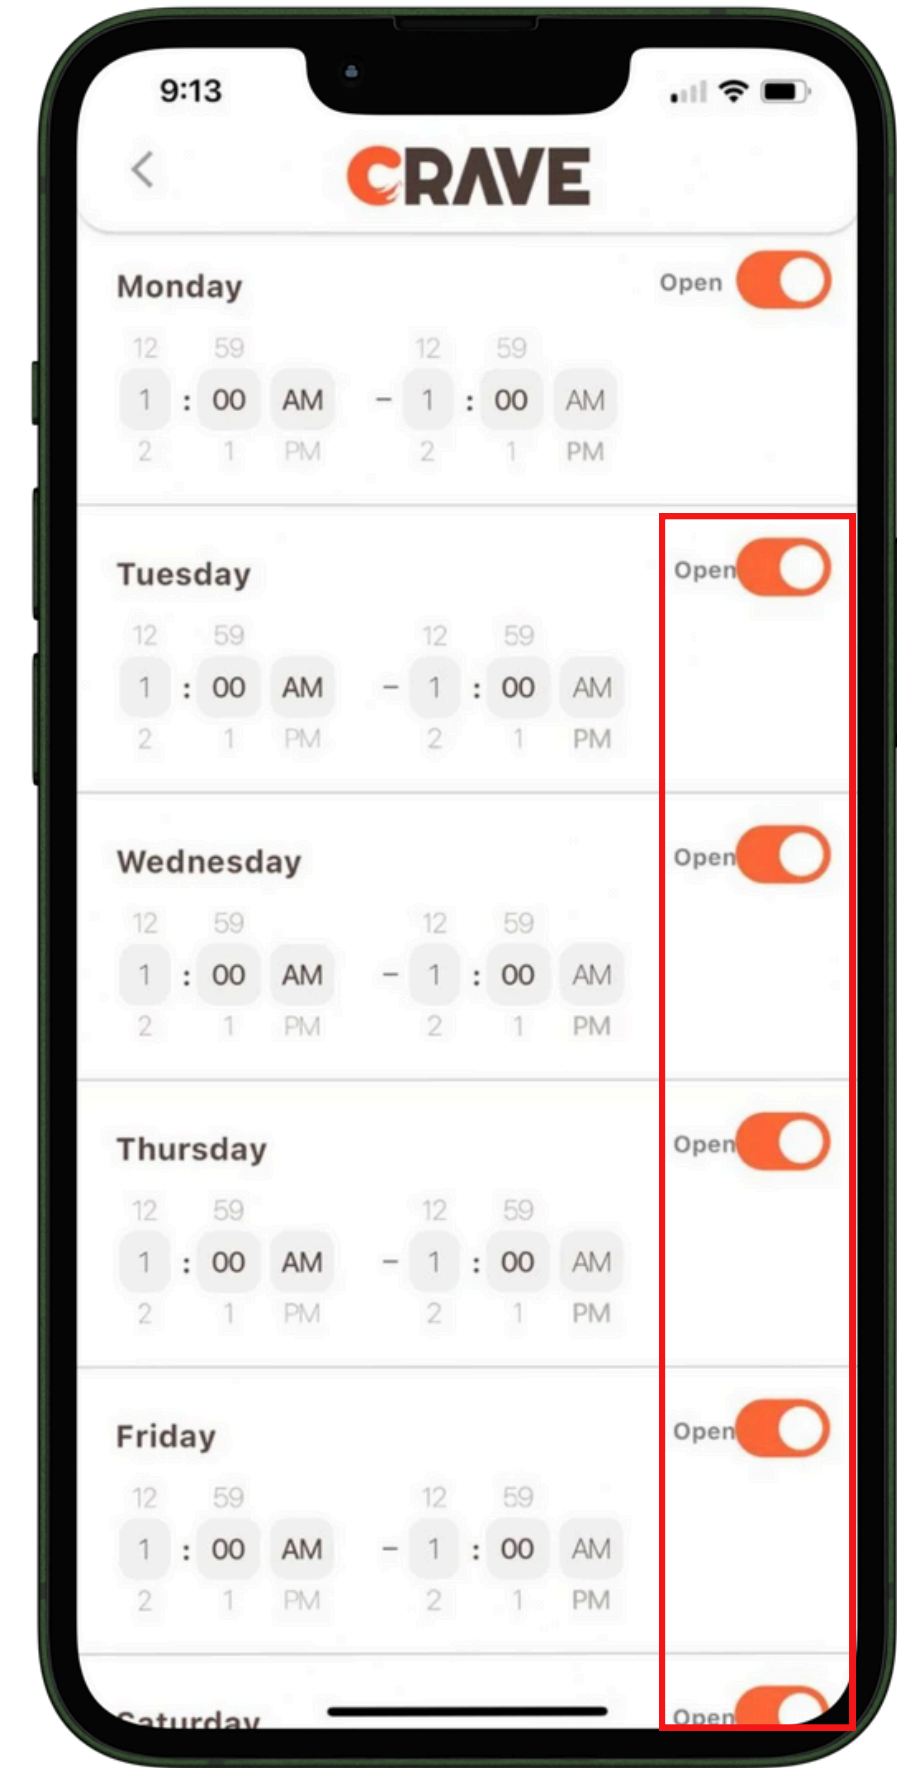 9:13
CRAVE
Monday Open
12 59 12 59
1 : 00 AM - 1 : 00 AM
2 1 PM 2 1 PM
Tuesday Open
12 59 12 59
1 : 00 AM - 1 : 00 AM
2 1 PM 2 1 PM
Wednesday Open
12 59 12 59
1 : 00 AM - 1 : 00 AM
2 1 PM 2 1 PM
Thursday Open
12 59 12 59
1 : 00 AM - 1 : 00 AM
2 1 PM 2 1 PM
Friday Open
12 59 12 59
1 : 00 AM - 1 : 00 AM
2 1 PM 2 1 PM
Saturday Open